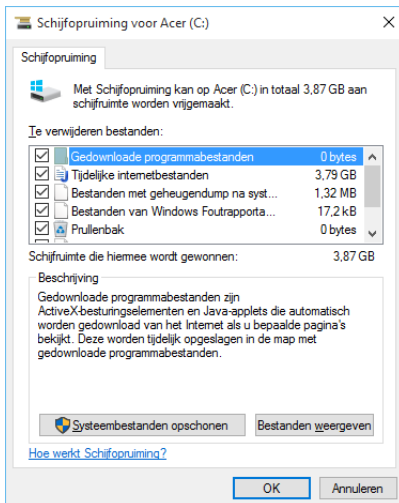 Schijfopruiming voor Acer (C:)
Schijfopruiming
Met Schijfopruiming kan op Acer (C:) in totaal 3,87 GB aan
schijfruimte worden vrijgemaakt.
Te verwijderen bestanden:
Gedownloade programmabestanden 0 bytes
Tijdelijke internetbestanden 3,79 GB
Bestanden met geheugendump na syst... 1,32 MB
Bestanden van Windows Foutrapporta... 17,2 kB
Prullenbak 0 bytes
Schijfruimte die hiermee wordt gewonnen: 3,87 GB
Beschrijving
Gedownloade programmabestanden zijn
ActiveX-besturingselementen en Java-applets die automatisch
worden gedownload van het Internet als u bepaalde pagina's
bekijkt. Deze worden tijdelijk opgeslagen in de map met
gedownloade programmabestanden.
Systeembestanden opschonen Bestanden weergeven
Hoe werkt Schijfopruiming?
OK Annuleren